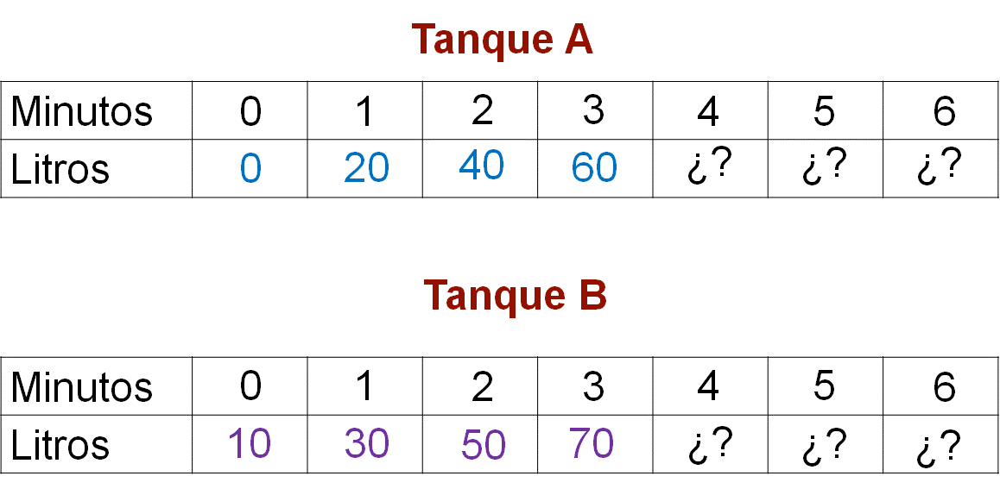 Tanque A
Minutos 0 1 2 3 4 5 6
Litros 0 20 40 60 ¿? ¿? ¿?
Tanque B
Minutos 0 1 2 3 4 5 6
Litros 10 30 50 70 ¿? ¿? ¿?